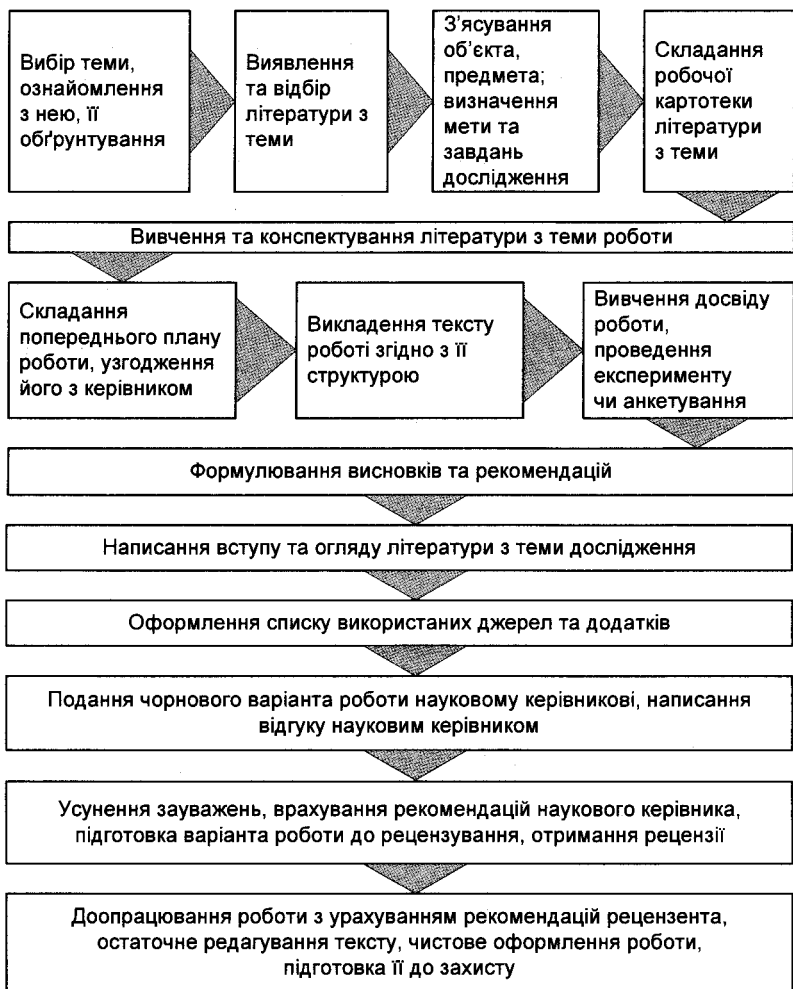 Вибір теми,
ознайомлення
з нею, її
обґрунтування
Виявлення
та відбір
літератури з
теми
З’ясування
об’єкта,
предмета;
визначення
мети та
завдань
дослідження
Складання
робочої
картотеки
літератури
з теми
Вивчення та конспектування літератури з теми роботи
Складання
попереднього плану
роботи, узгодження
його з керівником
Викладення тексту
роботі згідно з її
структурою
Вивчення досвіду
роботи,
проведення
експерименту
чи анкетування
Формулювання висновків та рекомендацій
Написання вступу та огляду літератури з теми дослідження
Оформлення списку використаних джерел та додатків
Подання чорнового варіанта роботи науковому керівникові, написання
відгуку науковим керівником
Усунення зауважень, врахування рекомендацій наукового керівника,
підготовка варіанта роботи до рецензування, отримання рецензії
Доопрацювання роботи з урахуванням рекомендацій рецензента,
остаточне редагування тексту, чистове оформлення роботи,
підготовка її до захисту